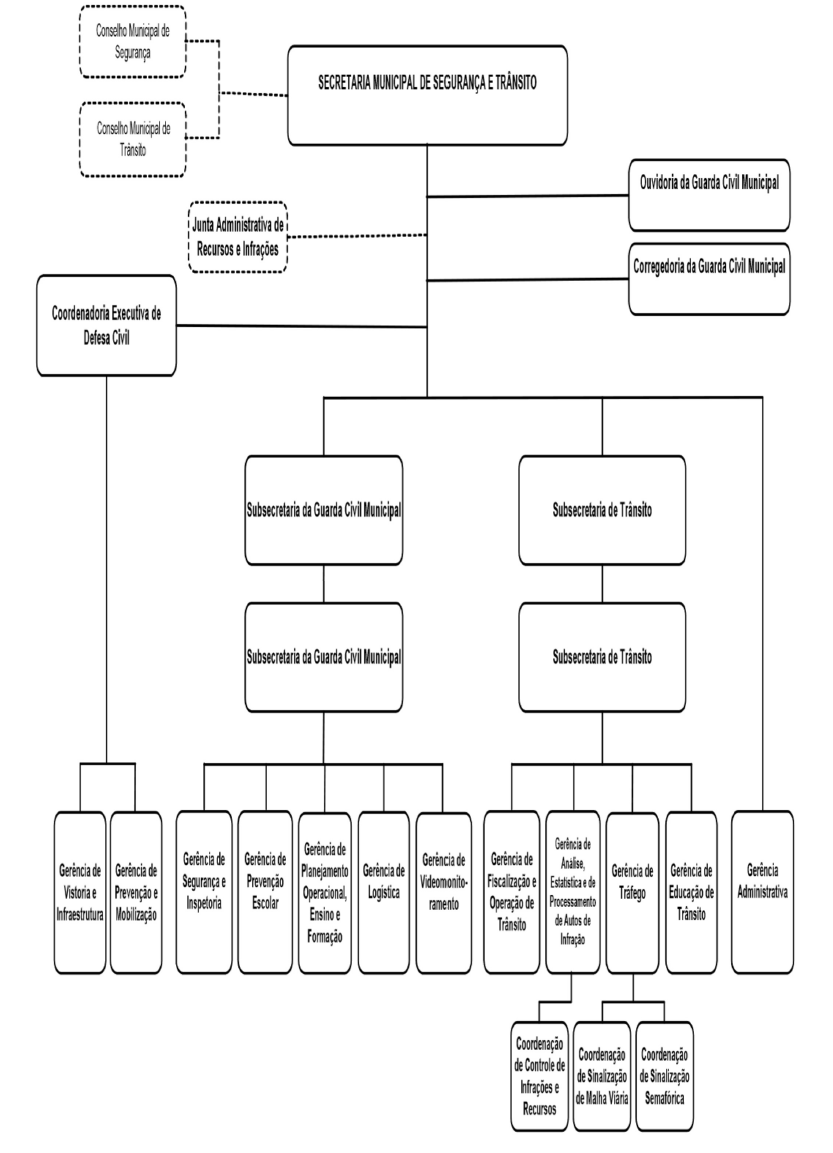 Conselho Municipal de
Segurança
SECRETARIA MUNICIPAL DE SEGURANÇA E TRÂNSITO
Conselho Municipal de
Trânsito
Ouvidoria da Guarda Civil Municipal
Junta Administrativa de
Recursos e Infrações
Corregedoria da Guarda Civil Municipal
Coordenadoria Executiva de
Defesa Civil
Subsecretaria da Guarda Civil Municipal
Subsecretaria de Trânsito
Subsecretaria da Guarda Civil Municipal
Subsecretaria de Trânsito
Gerência de
Vistoria e
Infraestrutura
Gerência de
Prevenção e
Mobilização
Gerência de
Segurança e
Inspetoria
Gerência de
Prevenção
Escolar
Gerência de
Planejamento
Operacional,
Ensino e
Formação
Gerência de
Logística
Gerência de
Videomonito-
ramento
Gerência de
Fiscalização e
Operação de
Trânsito
Gerência de
Análise,
Estatística e de
Processamento
de Autos de
Infração
Gerência de
Tráfego
Gerência de
Educação de
Trânsito
Gerência
Administrativa
Coordenação
de Controle de
Infrações e
Recursos
Coordenação
de Sinalização
de Malha Viária
Coordenação
de Sinalização
Semafórica